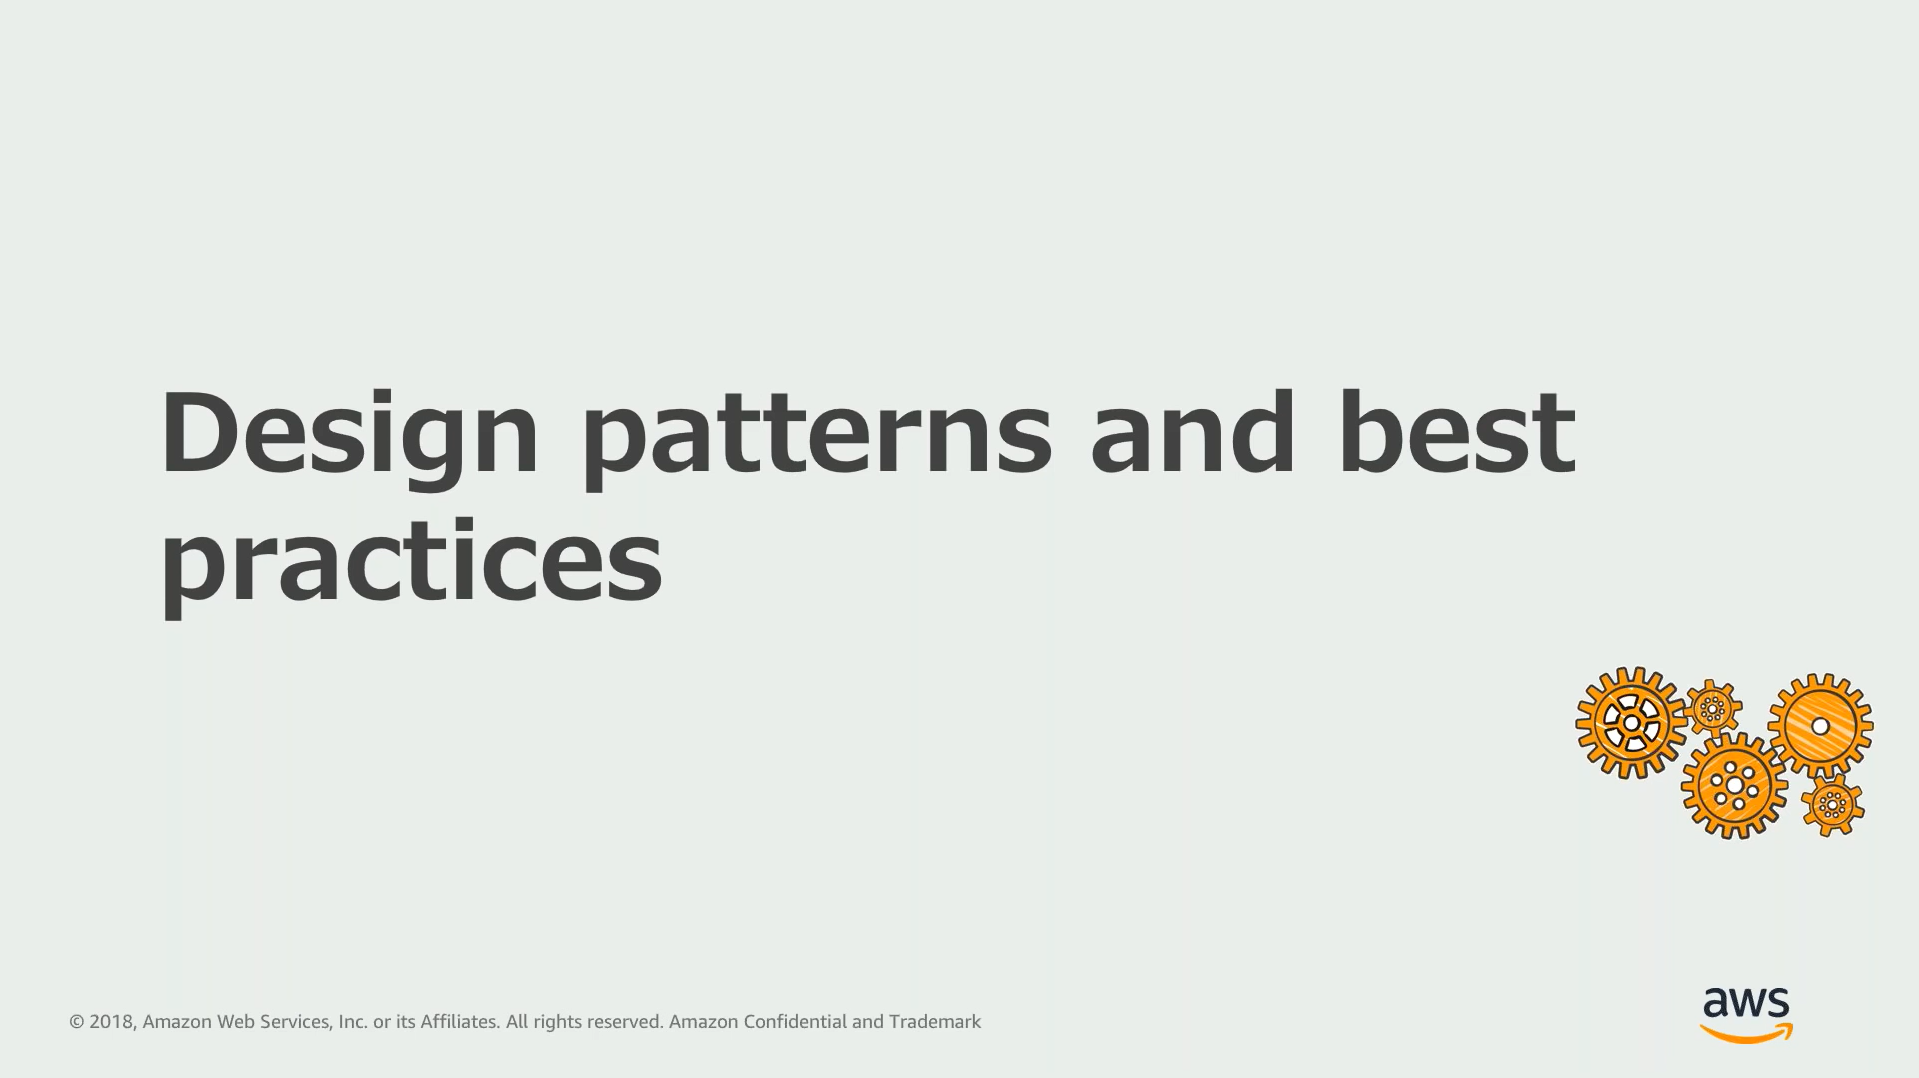 Design patterns and best
practices
© 2018, Amazon Web Services, Inc. or its Affiliates. All rights reserved. Amazon Confidential and Trademark
aws